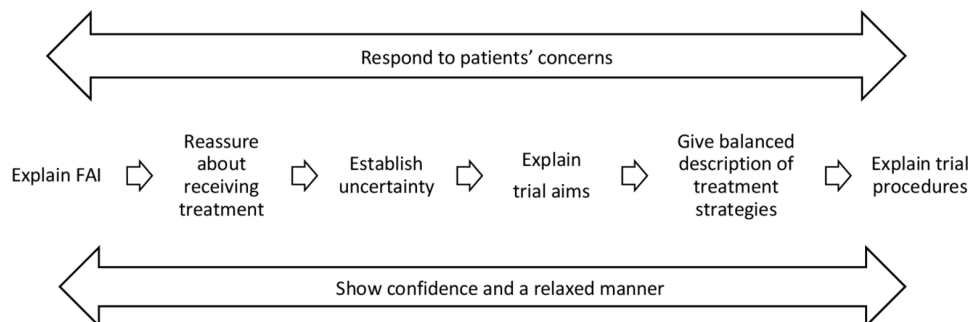 Respond to patients' concerns
Explain FAI
Reassure
about
receiving
treatment
Establish
uncertainty
Explain
trial aims
Give balanced
description of
treatment
strategies
Explain trial
procedures
Show confidence and a relaxed manner